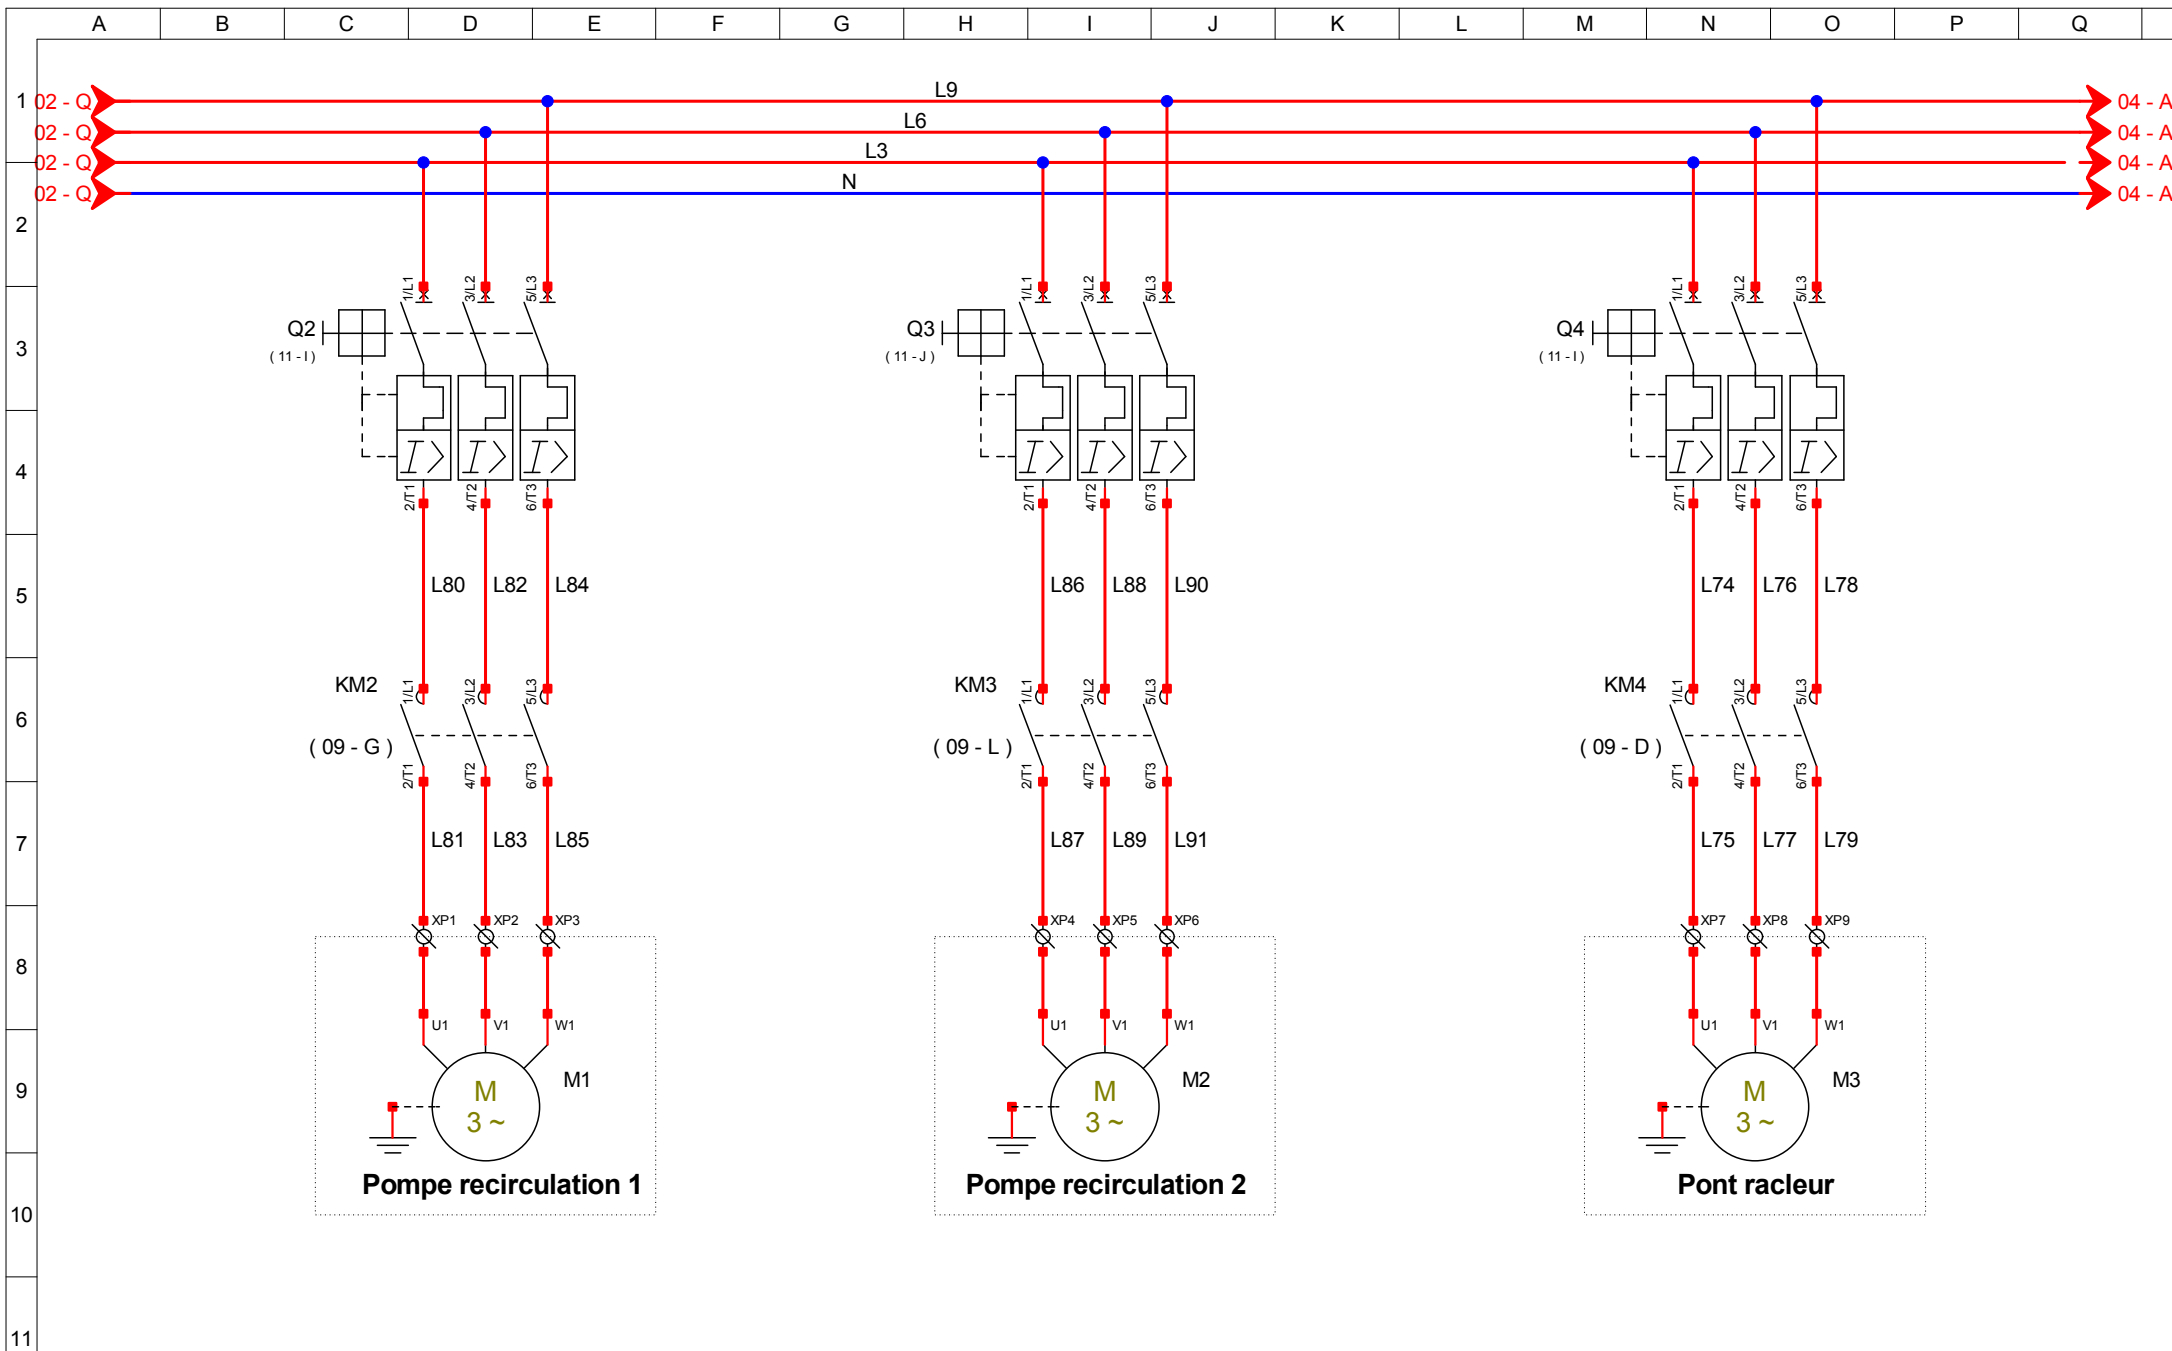 A B C D E F G H I J K L M N O P Q
1 02 - Q L9 04 - A
02 - Q L6 04 - A
02 - Q L3 04 - A
02 - Q N 04 - A
2
1/L1 3/L2 5/L3 1/L1 3/L2 5/L3 1/L1 3/L2 5/L3
Q2 Q3 Q4
3
( 11 - I ) ( 11 - J ) ( 11 - I )
4
I > I > I > I > I > I > I > I > I >
2/T1 4/T2 6/T3 2/T1 4/T2 6/T3 2/T1 4/T2 6/T3
5 L80 L82 L84 L86 L88 L90 L74 L76 L78
KM2 1/L1 3/L2 5/L3 KM3 1/L1 3/L2 5/L3 KM4 1/L1 3/L2 5/L3
6
( 09 - G ) ( 09 - L ) ( 09 - D )
2/T1 4/T2 6/T3 2/T1 4/T2 6/T3 2/T1 4/T2 6/T3
7 L81 L83 L85 L87 L89 L91 L75 L77 L79
XP1 XP2 XP3 XP4 XP5 XP6 XP7 XP8 XP9
8
U1 V1 W1 U1 V1 W1 U1 V1 W1
9 M M1 M M2 M M3
3 ~ 3 ~ 3 ~
Pompe recirculation 1 Pompe recirculation 2 Pont racleur
10
11